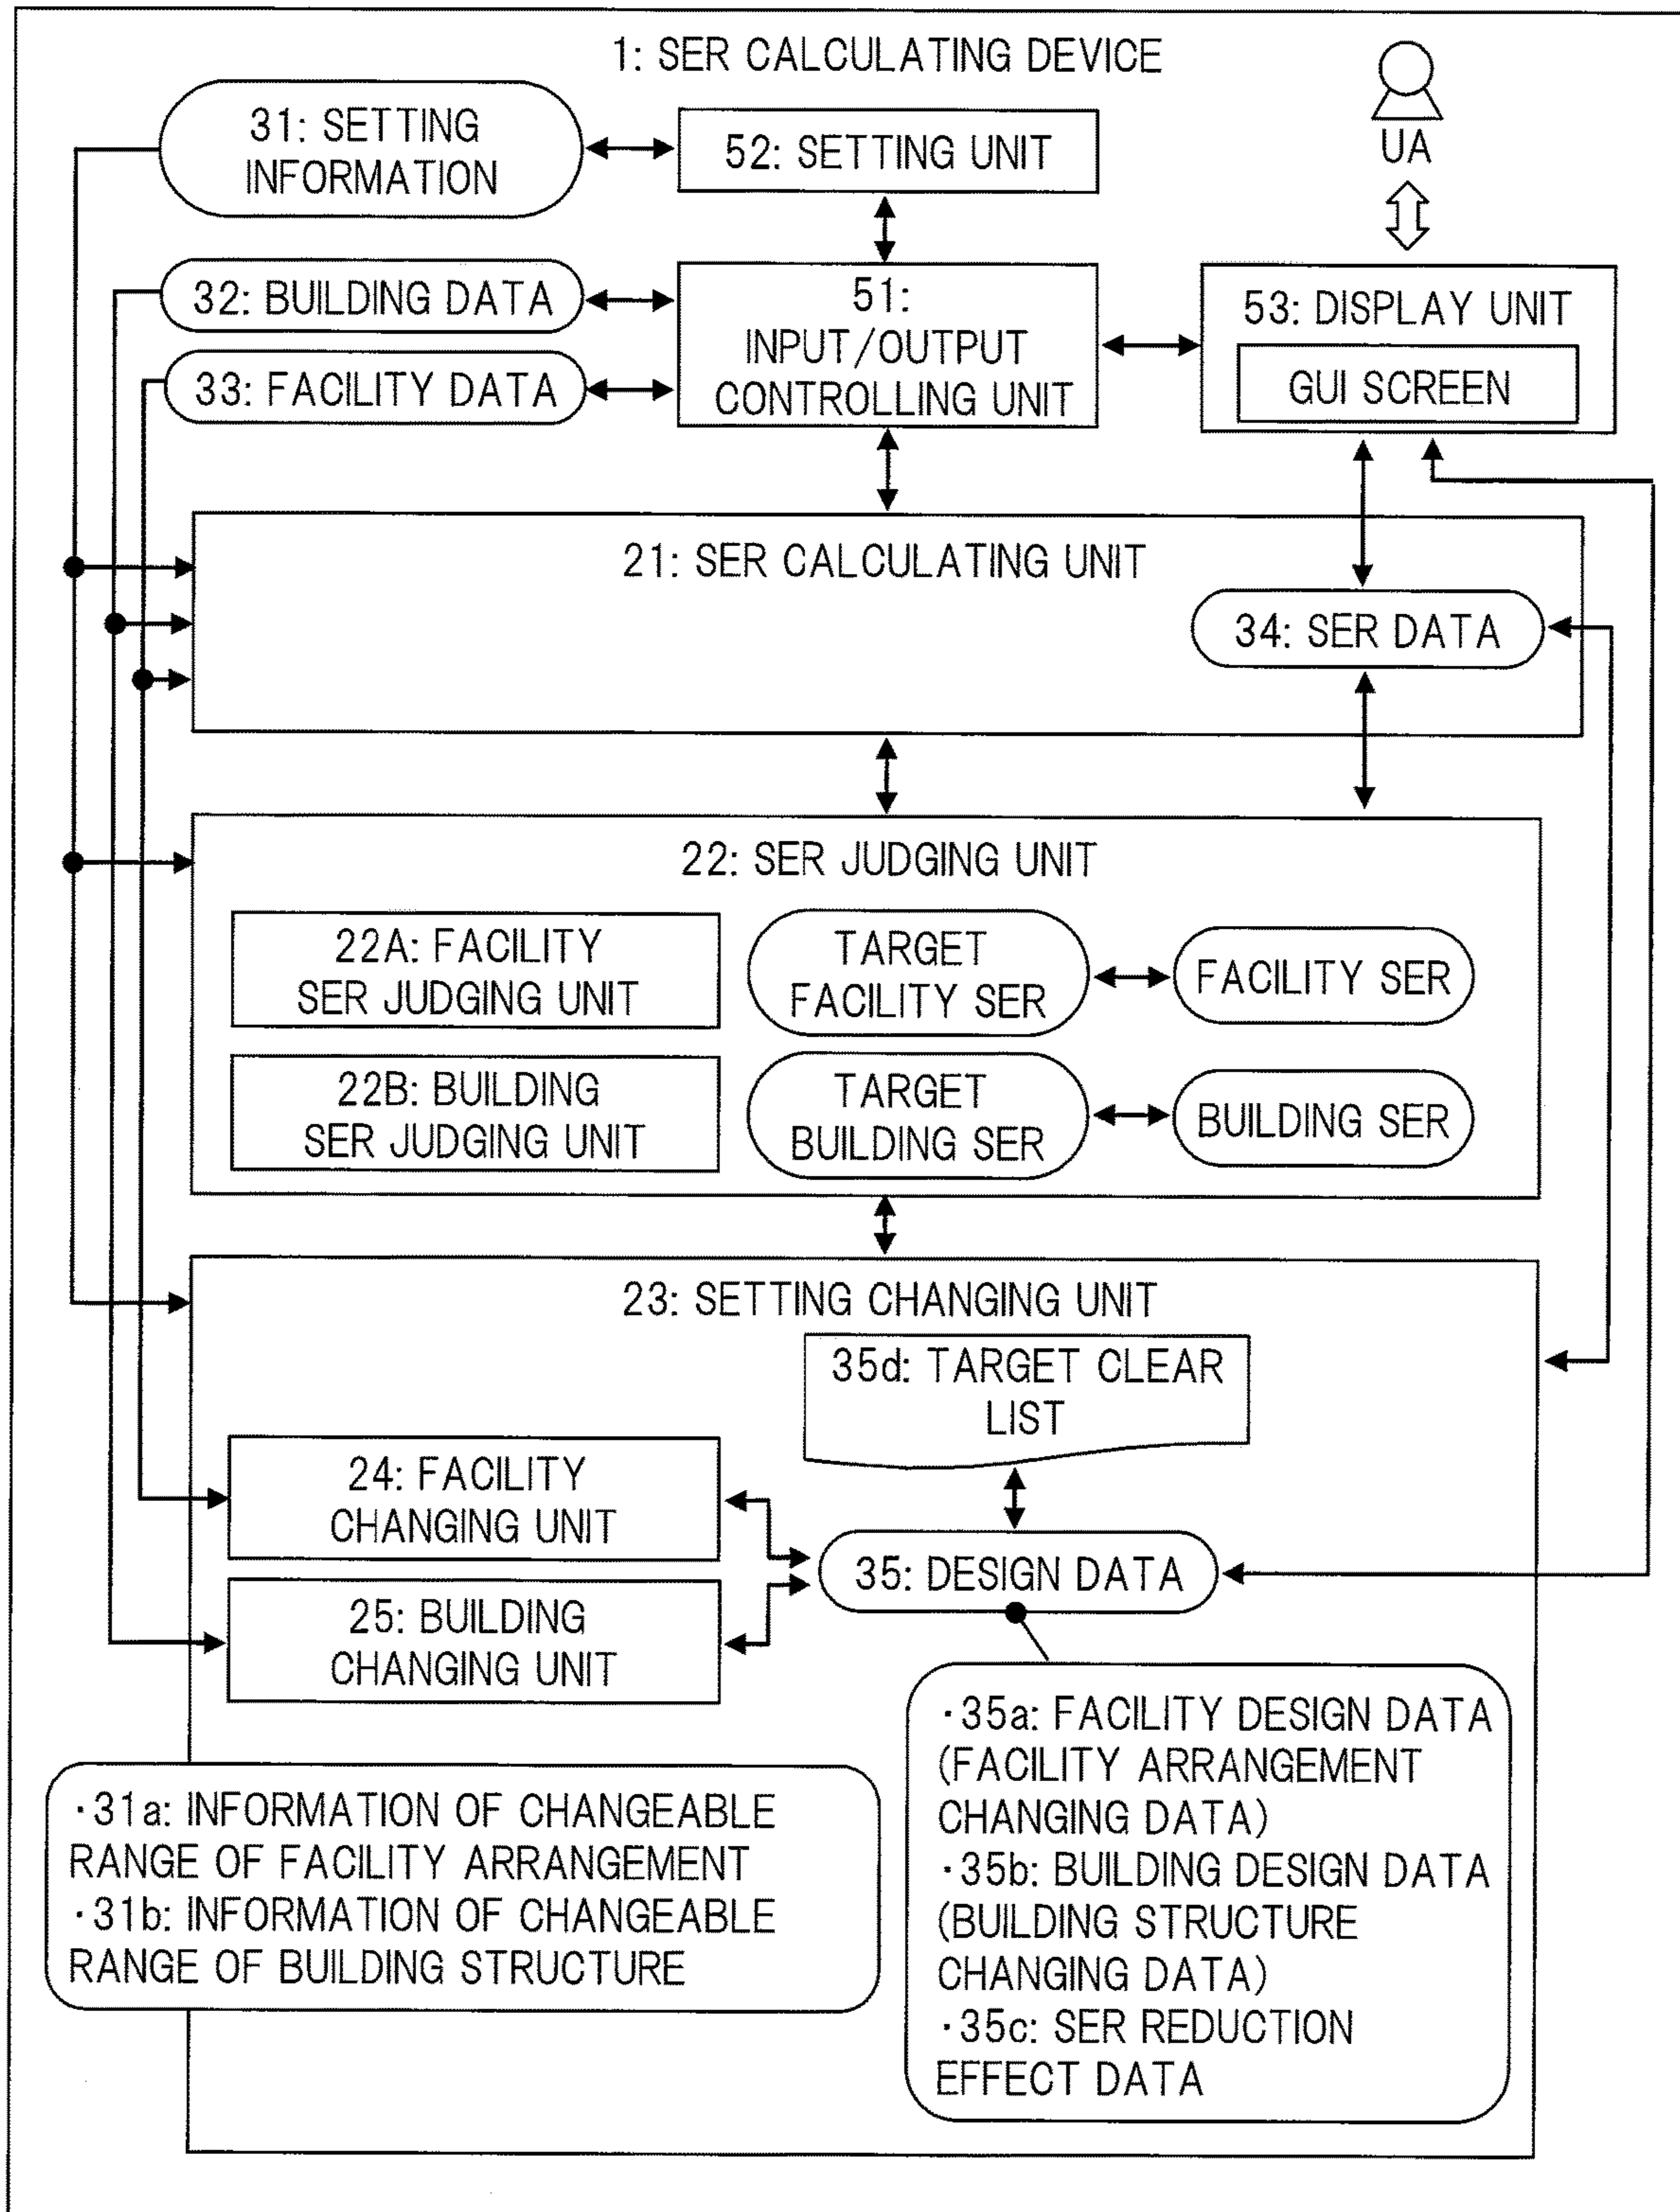 1: SER CALCULATING DEVICE
UA
31: SETTING
INFORMATION
52: SETTING UNIT
32: BUILDING DATA
33: FACILITY DATA
51:
INPUT/OUTPUT
CONTROLLING UNIT
53: DISPLAY UNIT
GUI SCREEN
21: SER CALCULATING UNIT
34: SER DATA
22: SER JUDGING UNIT
22A: FACILITY
SER JUDGING UNIT
TARGET
FACILITY SER
FACILITY SER
22B: BUILDING
SER JUDGING UNIT
TARGET
BUILDING SER
BUILDING SER
23: SETTING CHANGING UNIT
35d: TARGET CLEAR
LIST
24: FACILITY
CHANGING UNIT
35: DESIGN DATA
25: BUILDING
CHANGING UNIT
・31a: INFORMATION OF CHANGEABLE
RANGE OF FACILITY ARRANGEMENT
・31b: INFORMATION OF CHANGEABLE
RANGE OF BUILDING STRUCTURE
・35a: FACILITY DESIGN DATA
(FACILITY ARRANGEMENT
CHANGING DATA)
・35b: BUILDING DESIGN DATA
(BUILDING STRUCTURE
CHANGING DATA)
・35c: SER REDUCTION
EFFECT DATA